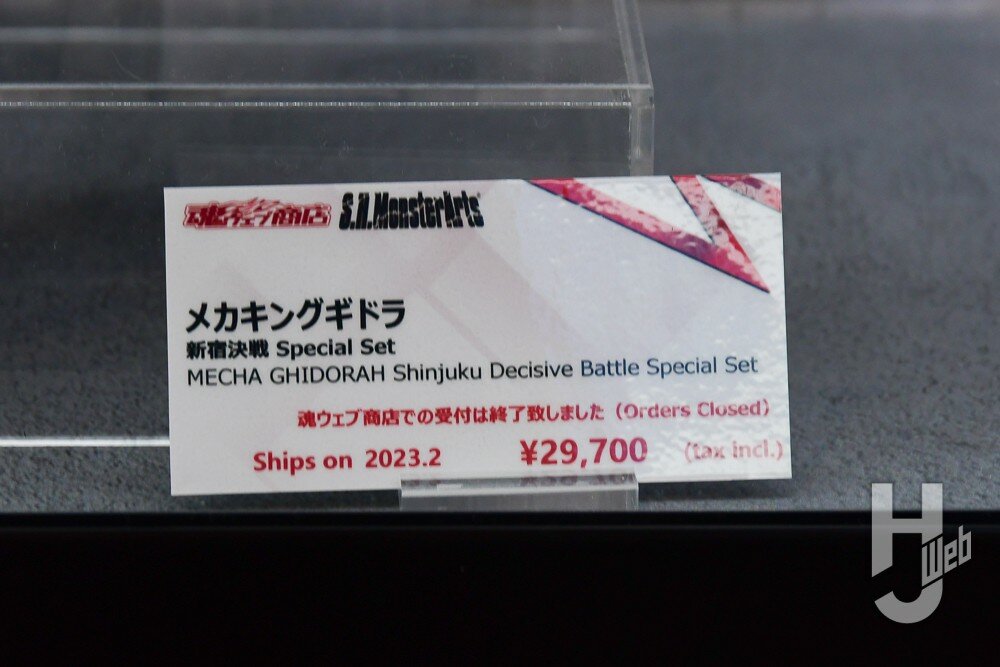 魂ウェブ商店 S.H.MonsterArts
メカキングギドラ
新宿決戦 Special Set
MECHA GHIDORAH Shinjuku Decisive Battle Special Set
魂ウェブ商店での受付は終了致しました（Orders Closed）
Ships on 2023.2 ¥29,700 (tax incl.)
HJ Web